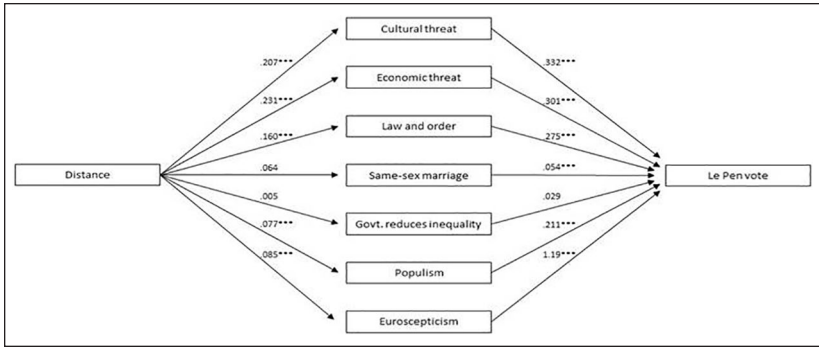 Cultural threat
.207***
.332***
Economic threat
.231***
.301***
Law and order
.160***
.275***
Distance
.064
Same-sex marriage
.054***
Le Pen vote
.005
.029
Govt. reduces inequality
.077***
.211***
Populism
.085***
1.19***
Euroscepticism